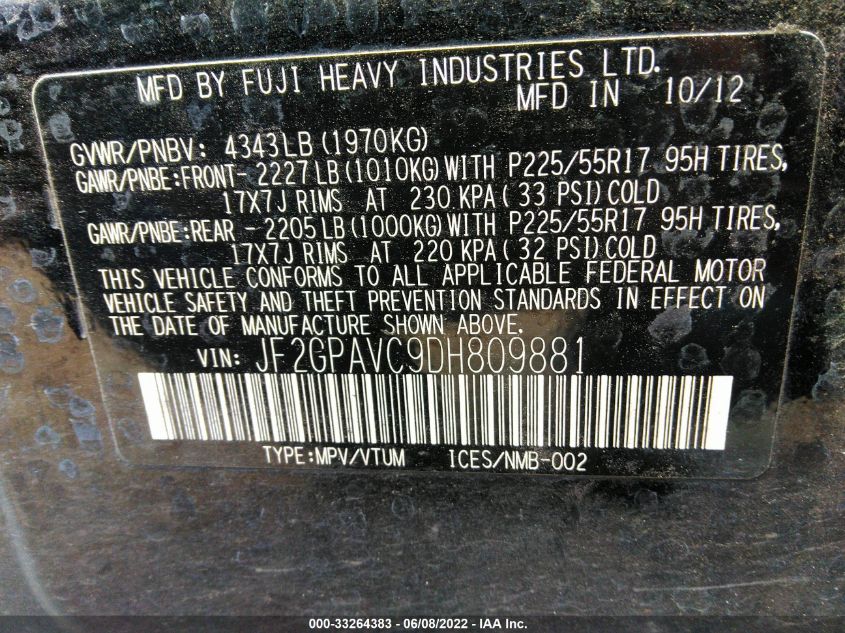 MFD BY FUJI HEAVY INDUSTRIES LTD.
MFD IN 10/12
GVWR/PNBV: 4343LB (1970KG)
GAWR/PNBE:FRONT- 2227LB (1010KG)WITH P225/55R17 95H TIRES,
17X7J RIMS AT 230 KPA( 33 PSI)COLD
GAWR/PNBE:REAR - 2205LB (1000KG)WITH P225/55R17 95H TIRES,
17X7J RIMS AT 220 KPA( 32 PSI)COLD
THIS VEHICLE CONFORMS TO ALL APPLICABLE FEDERAL MOTOR
VEHICLE SAFETY AND THEFT PREVENTION STANDARDS IN EFFECT ON
THE DATE OF MANUFACTURE SHOWN ABOVE.
VIN: JF2GPAVC9DH809881
TYPE:MPV/VTUM ICES/NMB-002
000-33264383 - 06/08/2022 - IAA Inc.